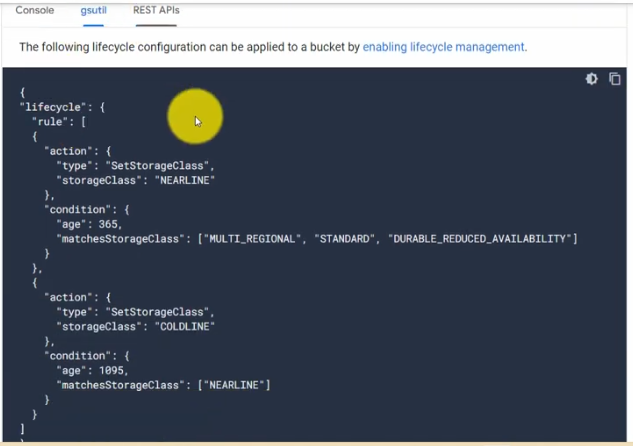 Console gsutil REST APIs
The following lifecycle configuration can be applied to a bucket by enabling lifecycle management.
{
"lifecycle": {
"rule": [
{
"action": {
"type": "SetStorageClass",
"storageClass": "NEARLINE"
},
"condition": {
"age": 365,
"matchesStorageClass": ["MULTI_REGIONAL", "STANDARD", "DURABLE_REDUCED_AVAILABILITY"]
}
},
{
"action": {
"type": "SetStorageClass",
"storageClass": "COLDLINE"
},
"condition": {
"age": 1095,
"matchesStorageClass": ["NEARLINE"]
}
}
]
}